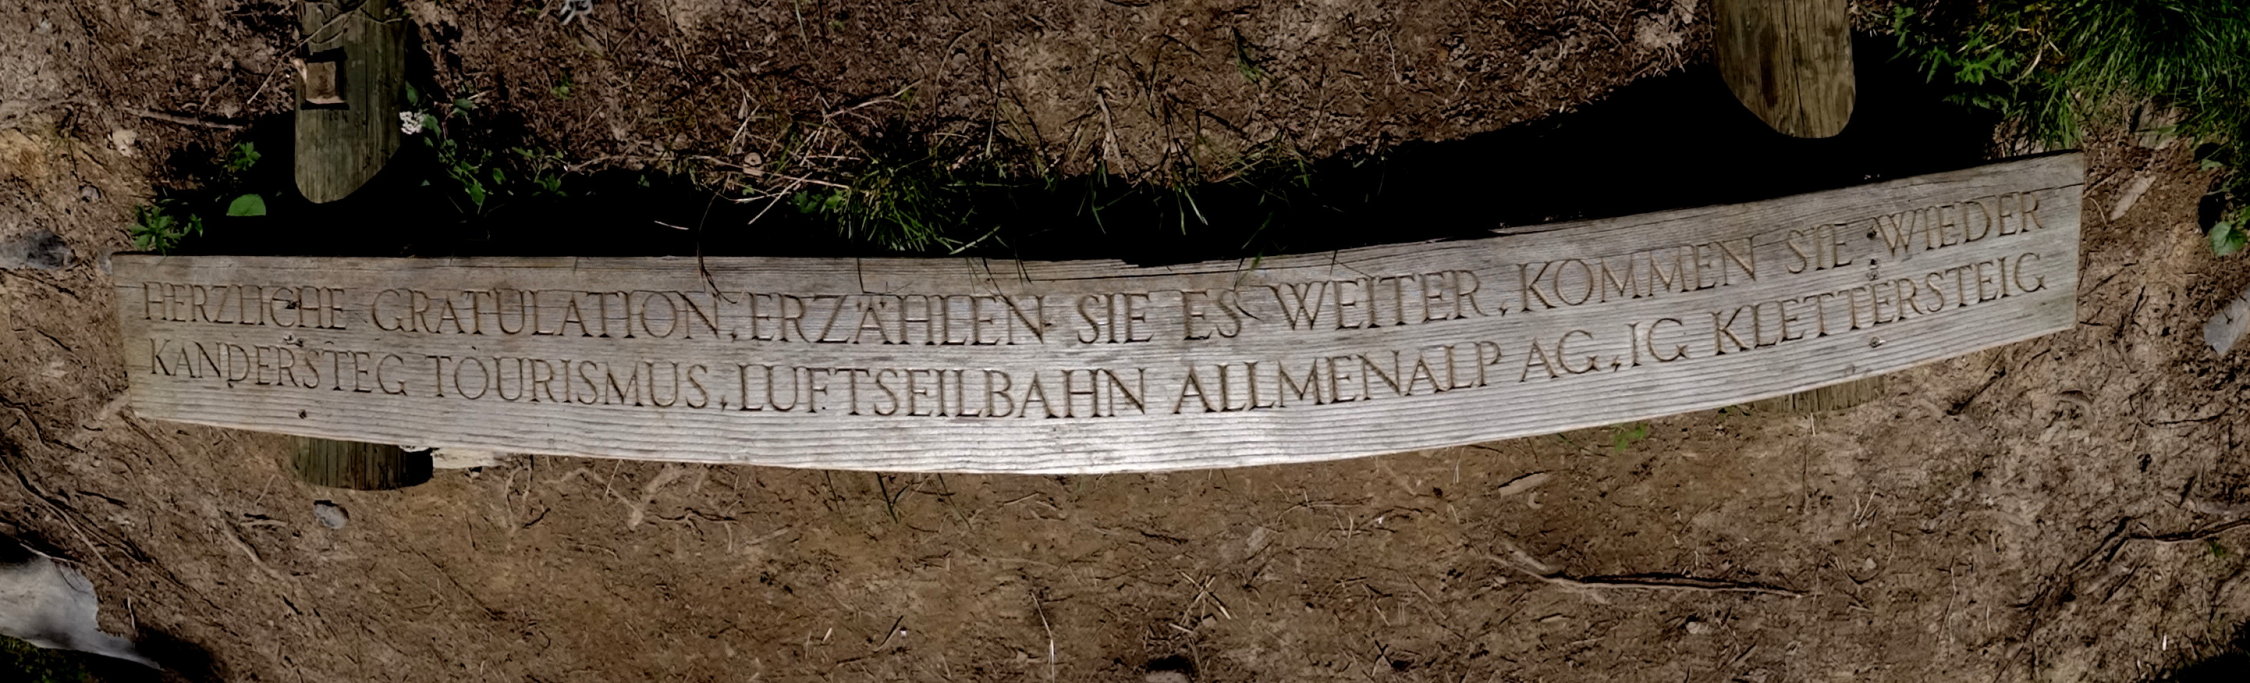 HERZLICHE GRATULATION, ERZÄHLEN SIE ES WEITER, KOMMEN SIE WIEDER
KANDERSTEG TOURISMUS, LUFTSEILBAHN ALLMENALP AG, IG KLETTERSTEIG